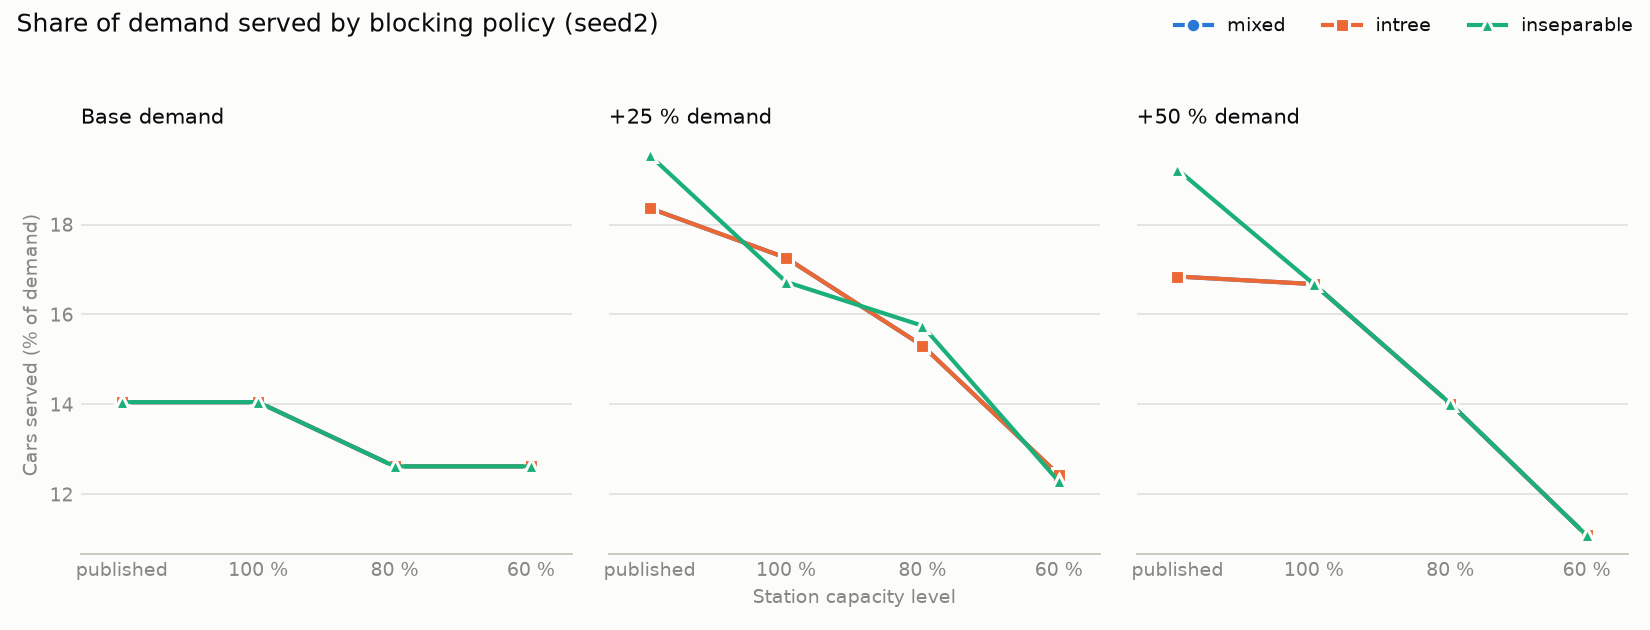 Share of demand served by blocking policy (seed2)
mixed
intree
inseparable
Base demand
+25 % demand
+50 % demand
Cars served (% of demand)
18
16
14
12
published
100 %
80 %
60 %
published
100 %
80 %
60 %
published
100 %
80 %
60 %
Station capacity level